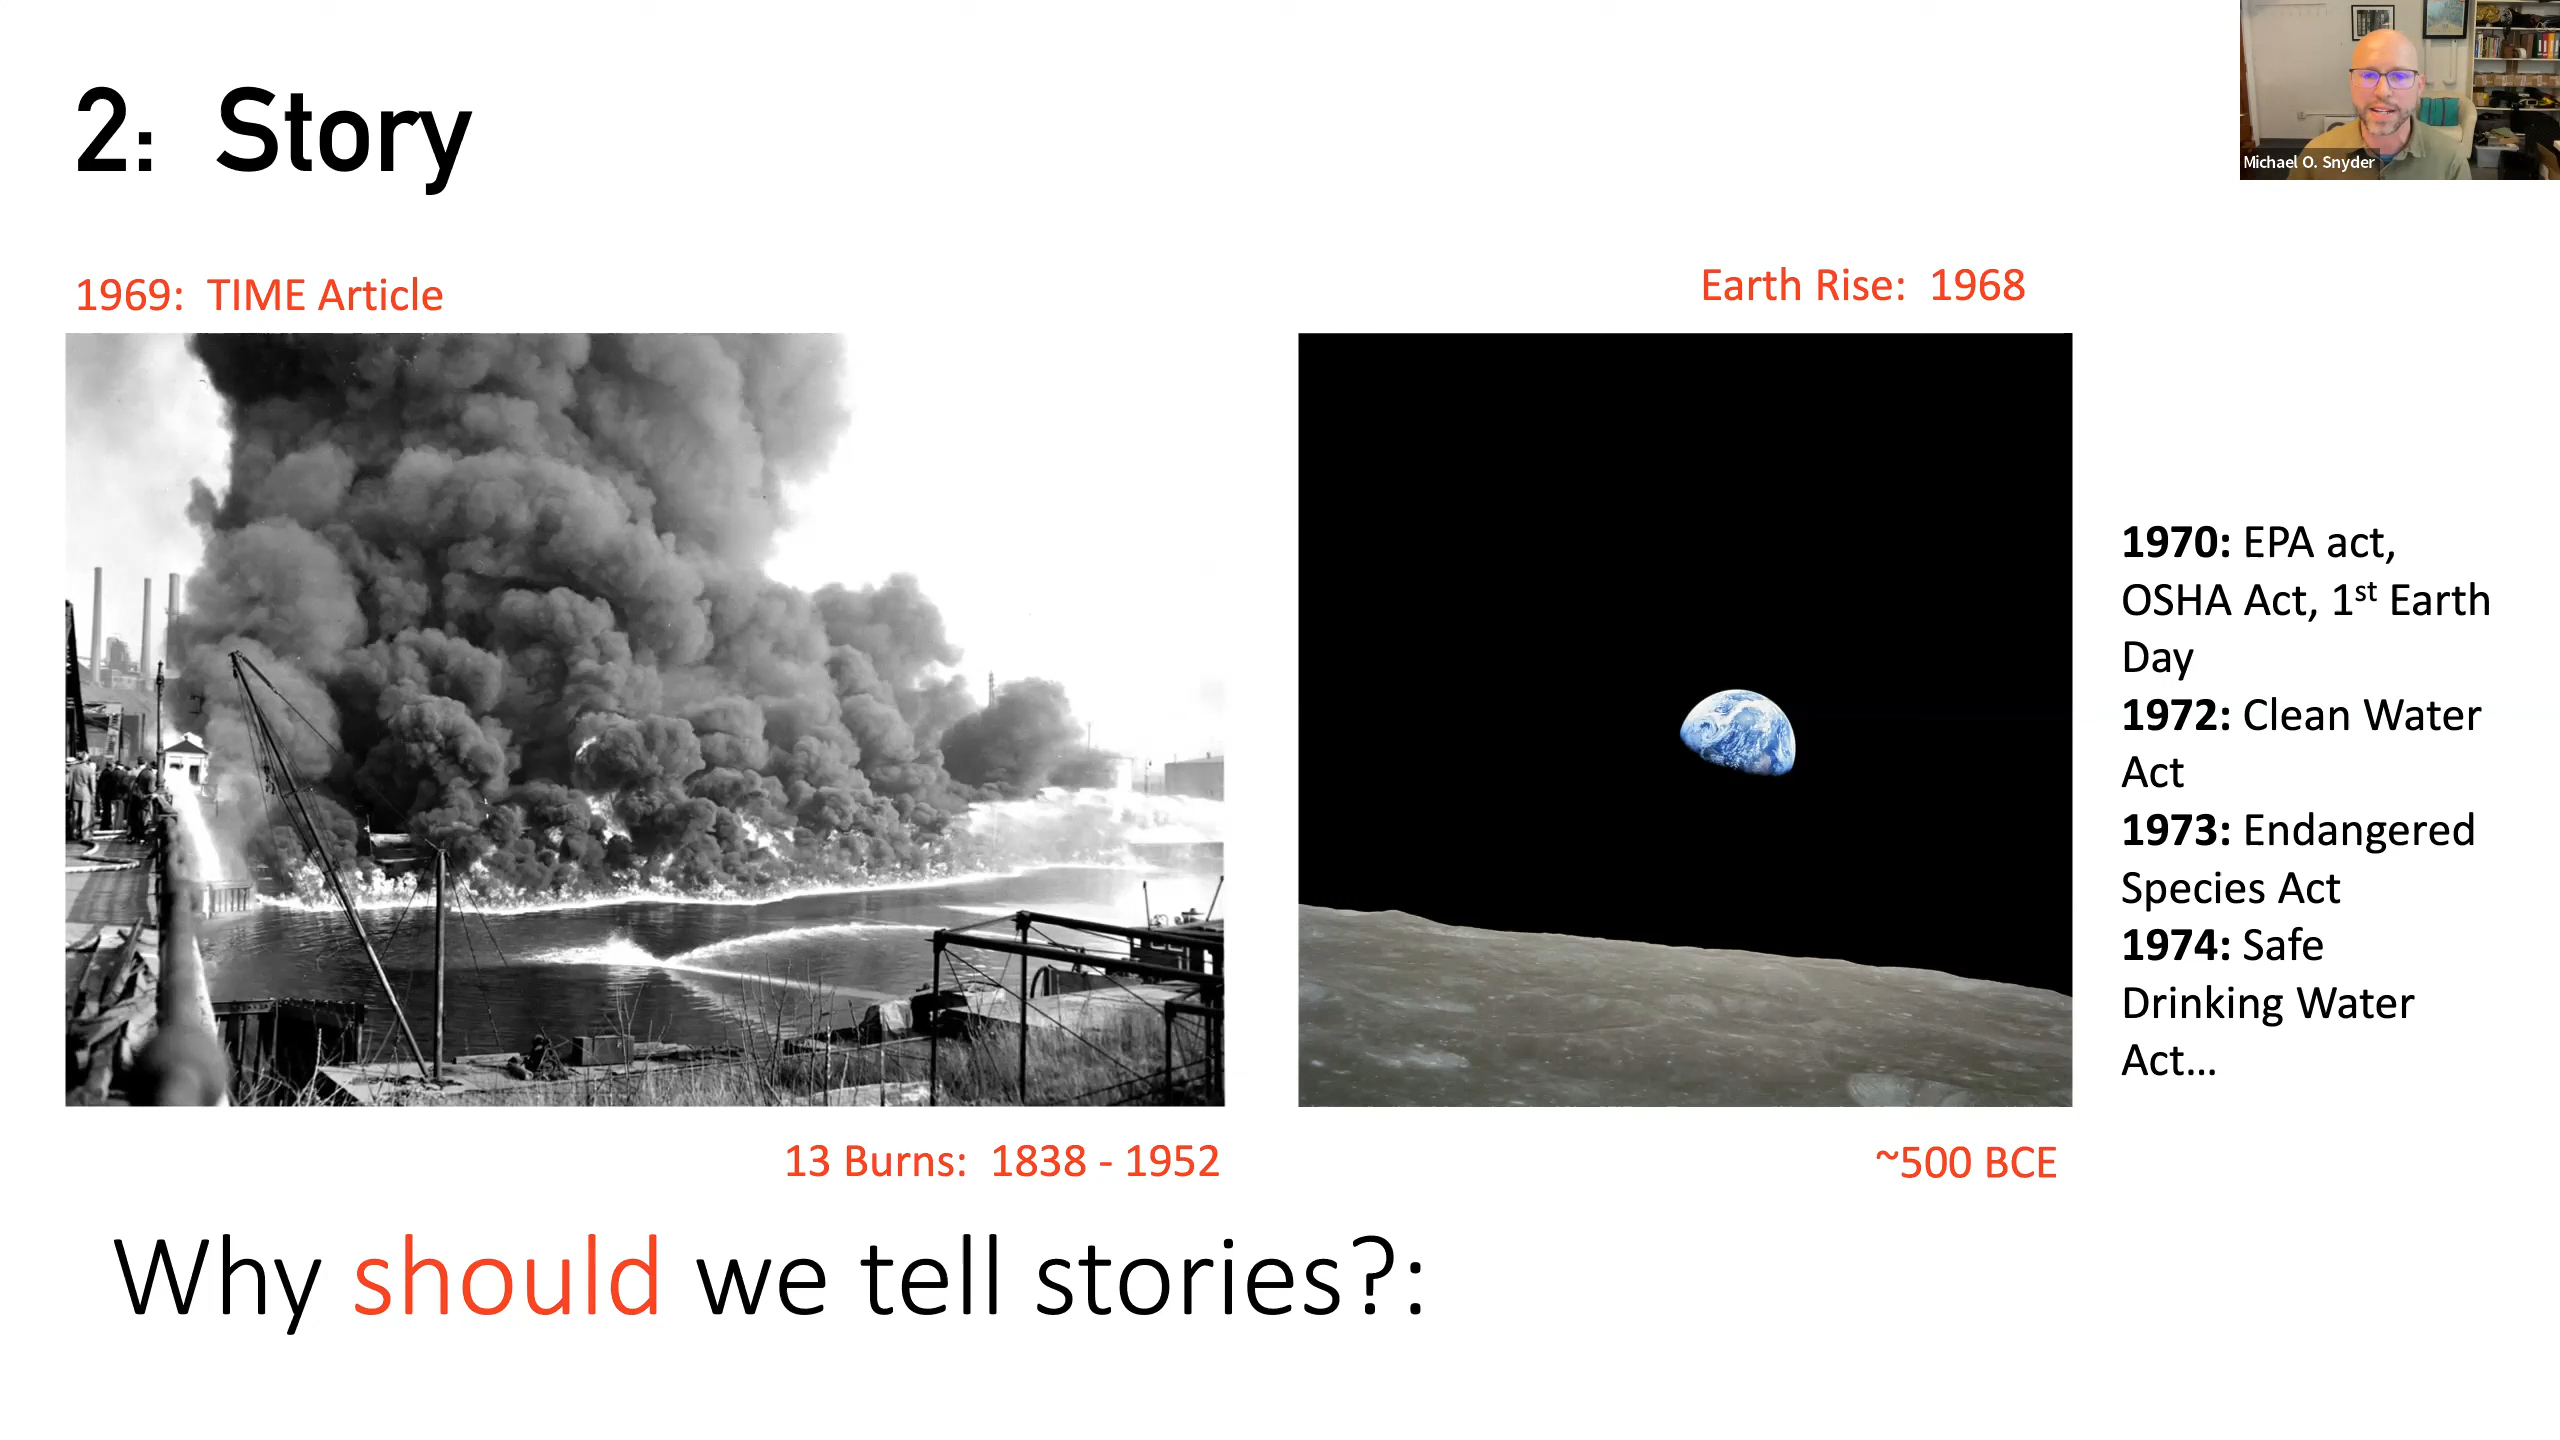 2: Story
Michael O. Snyder
1969: TIME Article
Earth Rise: 1968
1970: EPA act,
OSHA Act, 1st Earth
Day
1972: Clean Water
Act
1973: Endangered
Species Act
1974: Safe
Drinking Water
Act...
13 Burns: 1838 - 1952
~500 BCE
Why should we tell stories?: